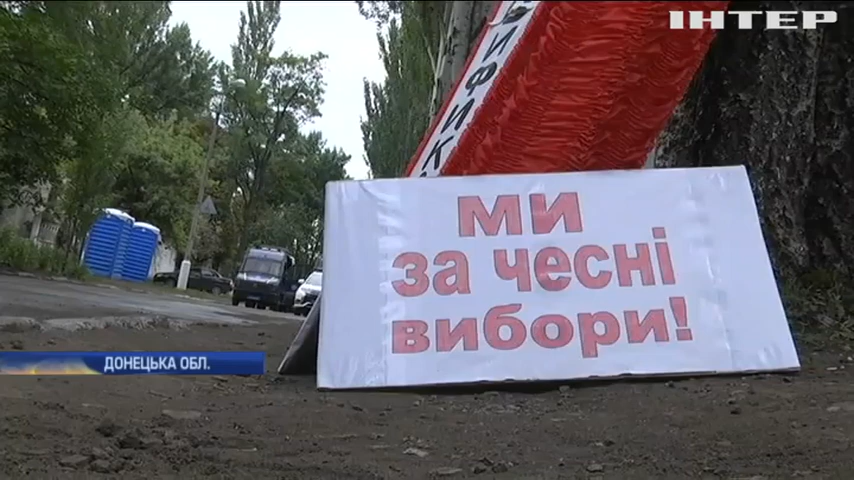 ІНТЕР
МИ
ЗА ЧЕСНІ
ВИБОРИ!
ДОНЕЦЬКА ОБЛ.